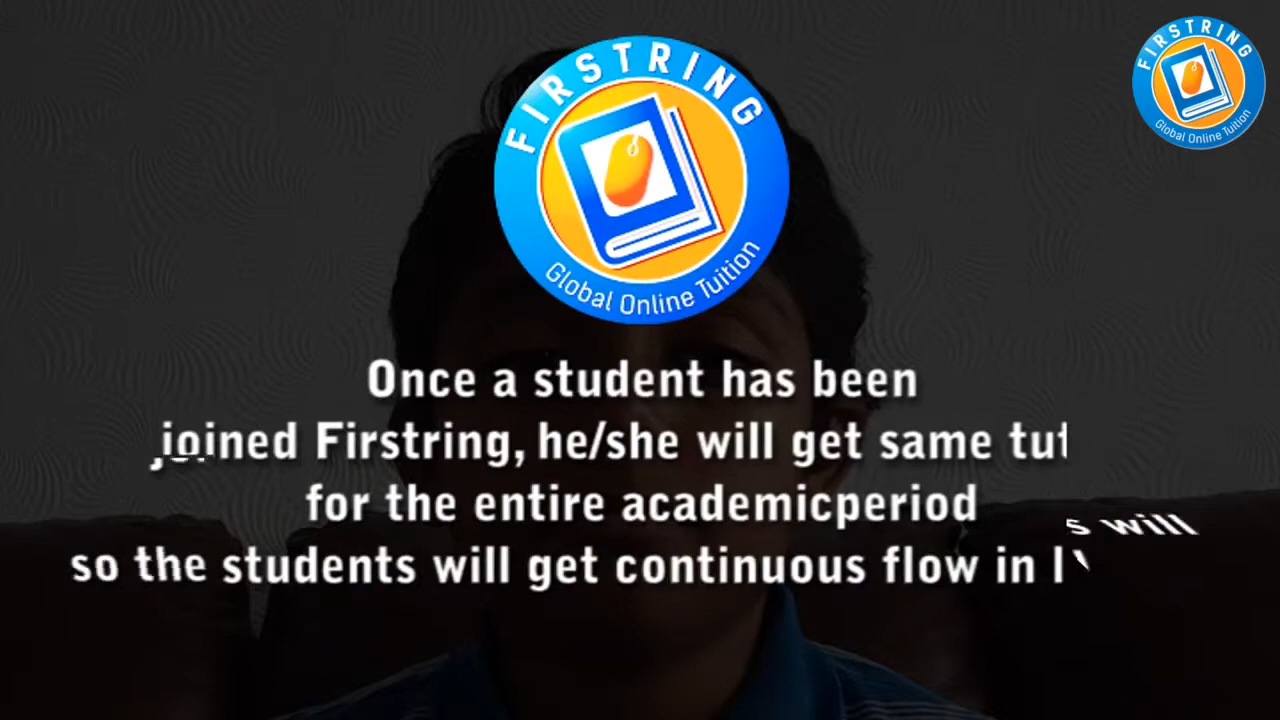 FIRSTRING
Global Online Tuition
FIRSTRING
Global Online Tuition
Once a student has been
joined Firstring, he/she will get same
for the entire academicperiod
s will
so the students will get continuous flow in